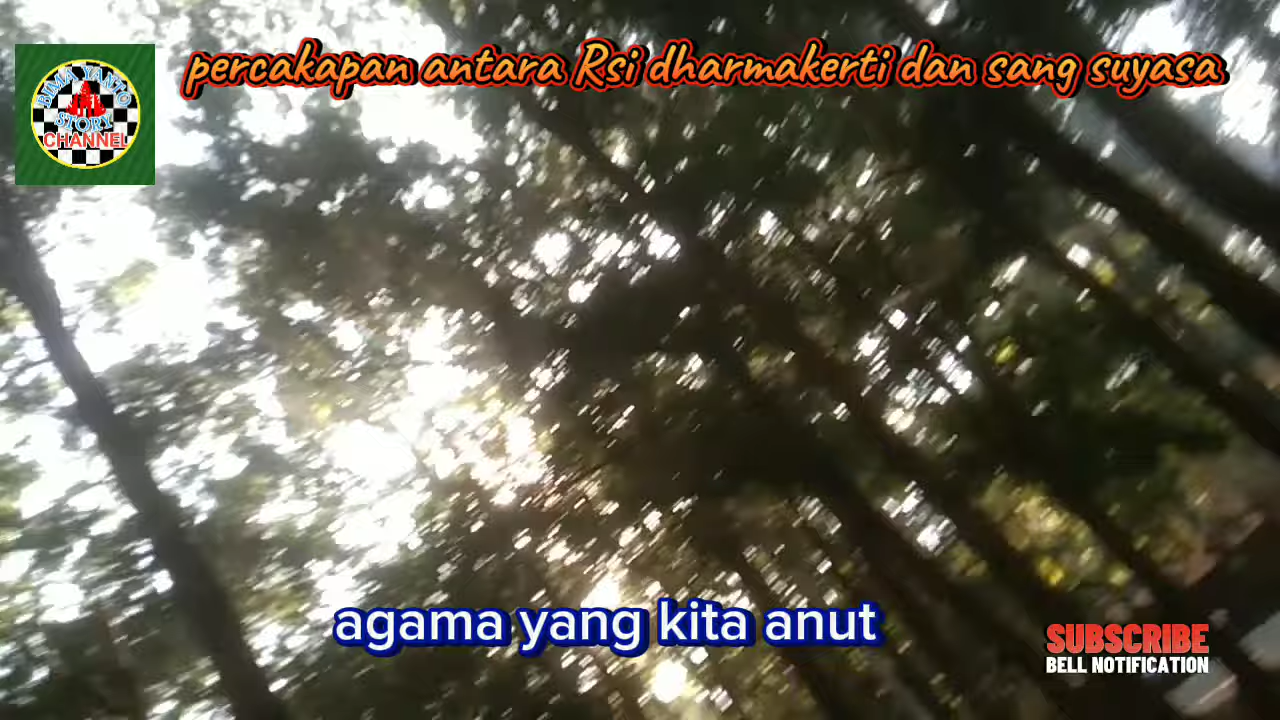 percakapan antara Rsi dharmakerti dan sang suyasa
BIMA YANTO
STORY
CHANNEL
agama yang kita anut
SUBSCRIBE
BELL NOTIFICATION